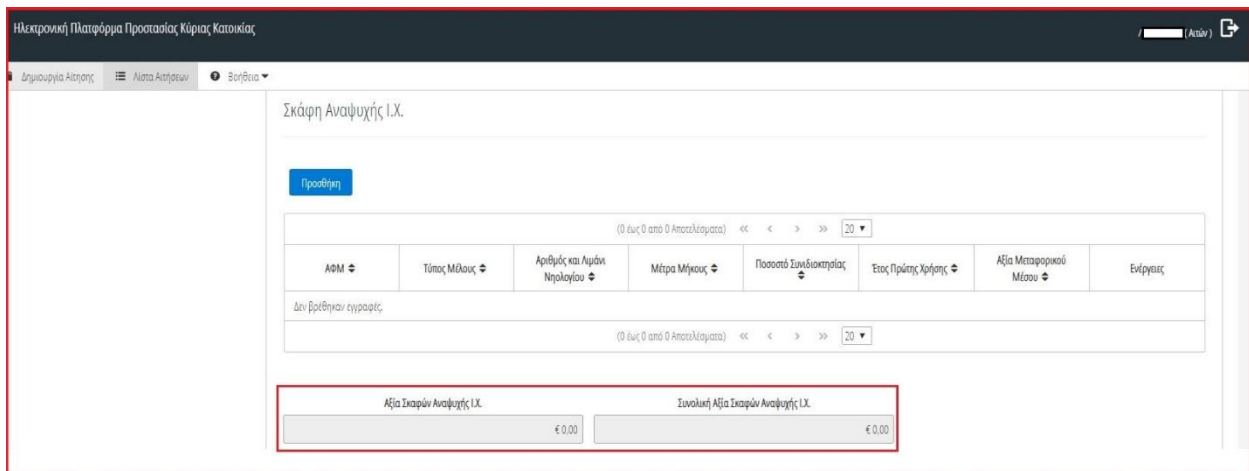 Ηλεκτρονική Πλατφόρμα Προστασίας Κύριας Κατοικίας
/ ( Αιτών )
Δημιουργία Αίτησης Λίστα Αιτήσεων Βοήθεια
Σκάφη Αναψυχής Ι.Χ.
Προσθήκη
(0 έως 0 από 0 Αποτελέσματα) << < > >> 20
ΑΦΜ Τύπος Μέλους Αριθμός και Λιμάνι Νηολογίου Μέτρα Μήκους Ποσοστό Συνιδιοκτησίας Έτος Πρώτης Χρήσης Αξία Μεταφορικού Μέσου Ενέργειες
Δεν βρέθηκαν εγγραφές.
(0 έως 0 από 0 Αποτελέσματα) << < > >> 20
Αξία Σκαφών Αναψυχής Ι.Χ. Συνολική Αξία Σκαφών Αναψυχής Ι.Χ.
€ 0,00 € 0,00